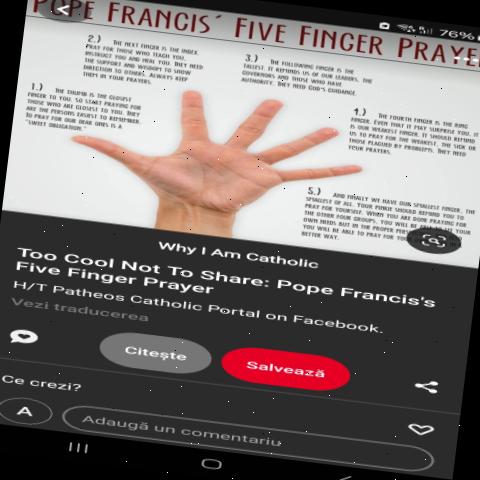 76%
POPE FRANCIS´ FIVE FINGER PRAYE
2.) THE NEXT FINGER IS THE INDEX.
PRAY FOR THOSE WHO TEACH YOU,
INSTRUCT YOU AND HEAL YOU. THEY NEED
THE SUPPORT AND WISDOM TO SHOW
DIRECTION TO OTHERS. ALWAYS KEEP
THEM IN YOUR PRAYERS.
3.) THE FOLLOWING FINGER IS THE
TALLEST. IT REMINDS US OF OUR LEADERS, THE
GOVERNORS AND THOSE WHO HAVE
AUTHORITY. THEY NEED GOD'S GUIDANCE.
1.) THE THUMB IS THE CLOSEST
FINGER TO YOU. SO START PRAYING FOR
THOSE WHO ARE CLOSEST TO YOU. THEY
ARE THE PERSONS EASIEST TO REMEMBER.
TO PRAY FOR OUR DEAR ONES IS A
"SWEET OBLIGATION."
4.) THE FOURTH FINGER IS THE RING
FINGER. EVEN THAT IT MAY SURPRISE YOU, IT
IS OUR WEAKEST FINGER. IT SHOULD REMIND
US TO PRAY FOR THE WEAKEST, THE SICK OR
THOSE PLAGUED BY PROBLEMS. THEY NEED
YOUR PRAYERS.
5.) AND FINALLY WE HAVE OUR SMALLEST FINGER, THE
SMALLEST OF ALL. YOUR PINKIE SHOULD REMIND YOU TO
PRAY FOR YOURSELF. WHEN YOU ARE DONE PRAYING FOR
THE OTHER FOUR GROUPS, YOU WILL BE ABLE TO SEE YOUR
OWN NEEDS BUT IN THE PROPER
YOU WILL BE ABLE TO PRAY FOR YOUR
BETTER WAY.
Why I Am Catholic
Too Cool Not To Share: Pope Francis's
Five Finger Prayer
H/T Patheos Catholic Portal on Facebook.
Vezi traducerea
Citește
Salvează
Ce crezi?
A
Adaugă un comentariu